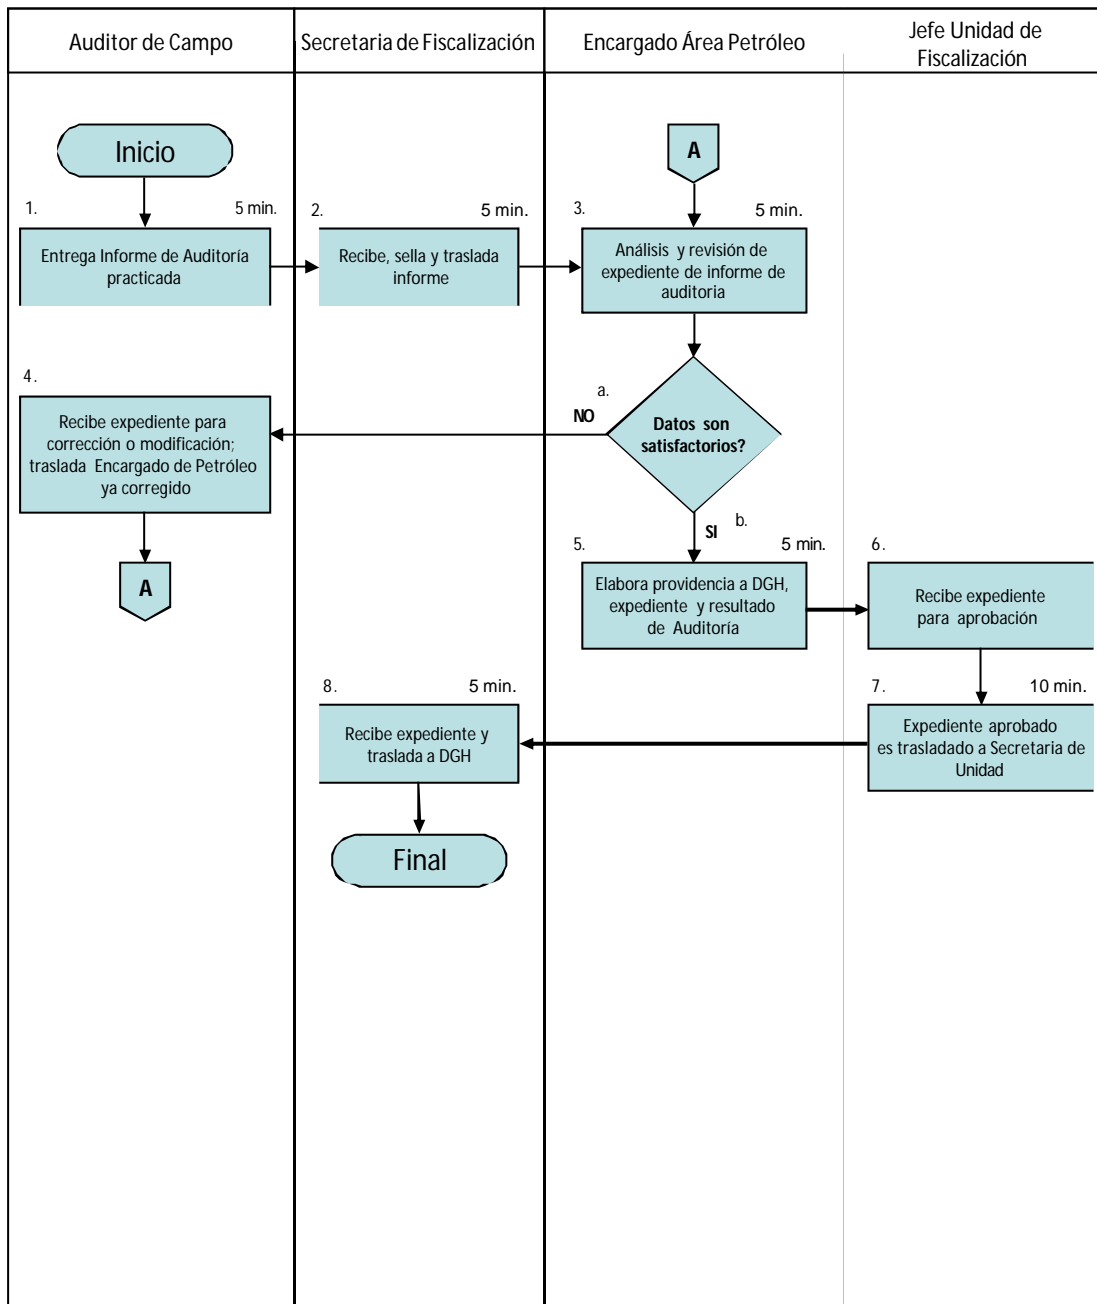 Auditor de Campo
Secretaria de Fiscalización
Encargado Área Petróleo
Jefe Unidad de
Fiscalización
Inicio
A
1.
5 min.
Entrega Informe de Auditoría
practicada
2.
5 min.
Recibe, sella y traslada
informe
3.
5 min.
Análisis y revisión de
expediente de informe de
auditoria
4.
Recibe expediente para
corrección o modificación;
traslada Encargado de Petróleo
ya corregido
a.
NO
Datos son
satisfactorios?
SI
b.
A
5.
5 min.
Elabora providencia a DGH,
expediente y resultado
de Auditoría
6.
Recibe expediente
para aprobación
7.
10 min.
Expediente aprobado
es trasladado a Secretaria de
Unidad
8.
5 min.
Recibe expediente y
traslada a DGH
Final